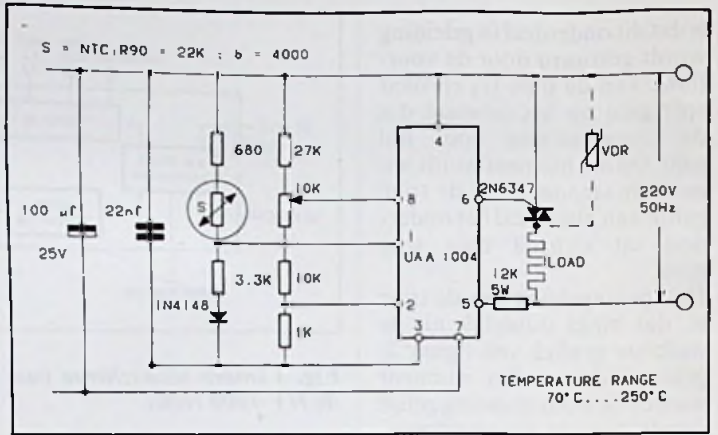 S = NTC:R90 = 22K ; b = 4000
680
27K
4
VDR
10K
8
6
2N6347
100 µf
22nf
S
1
UAA 1004
220V
50Hz
25V
3.3K
10K
12K
5W
LOAD
2
5
1N4148
1K
3
7
TEMPERATURE RANGE
70°C....250°C